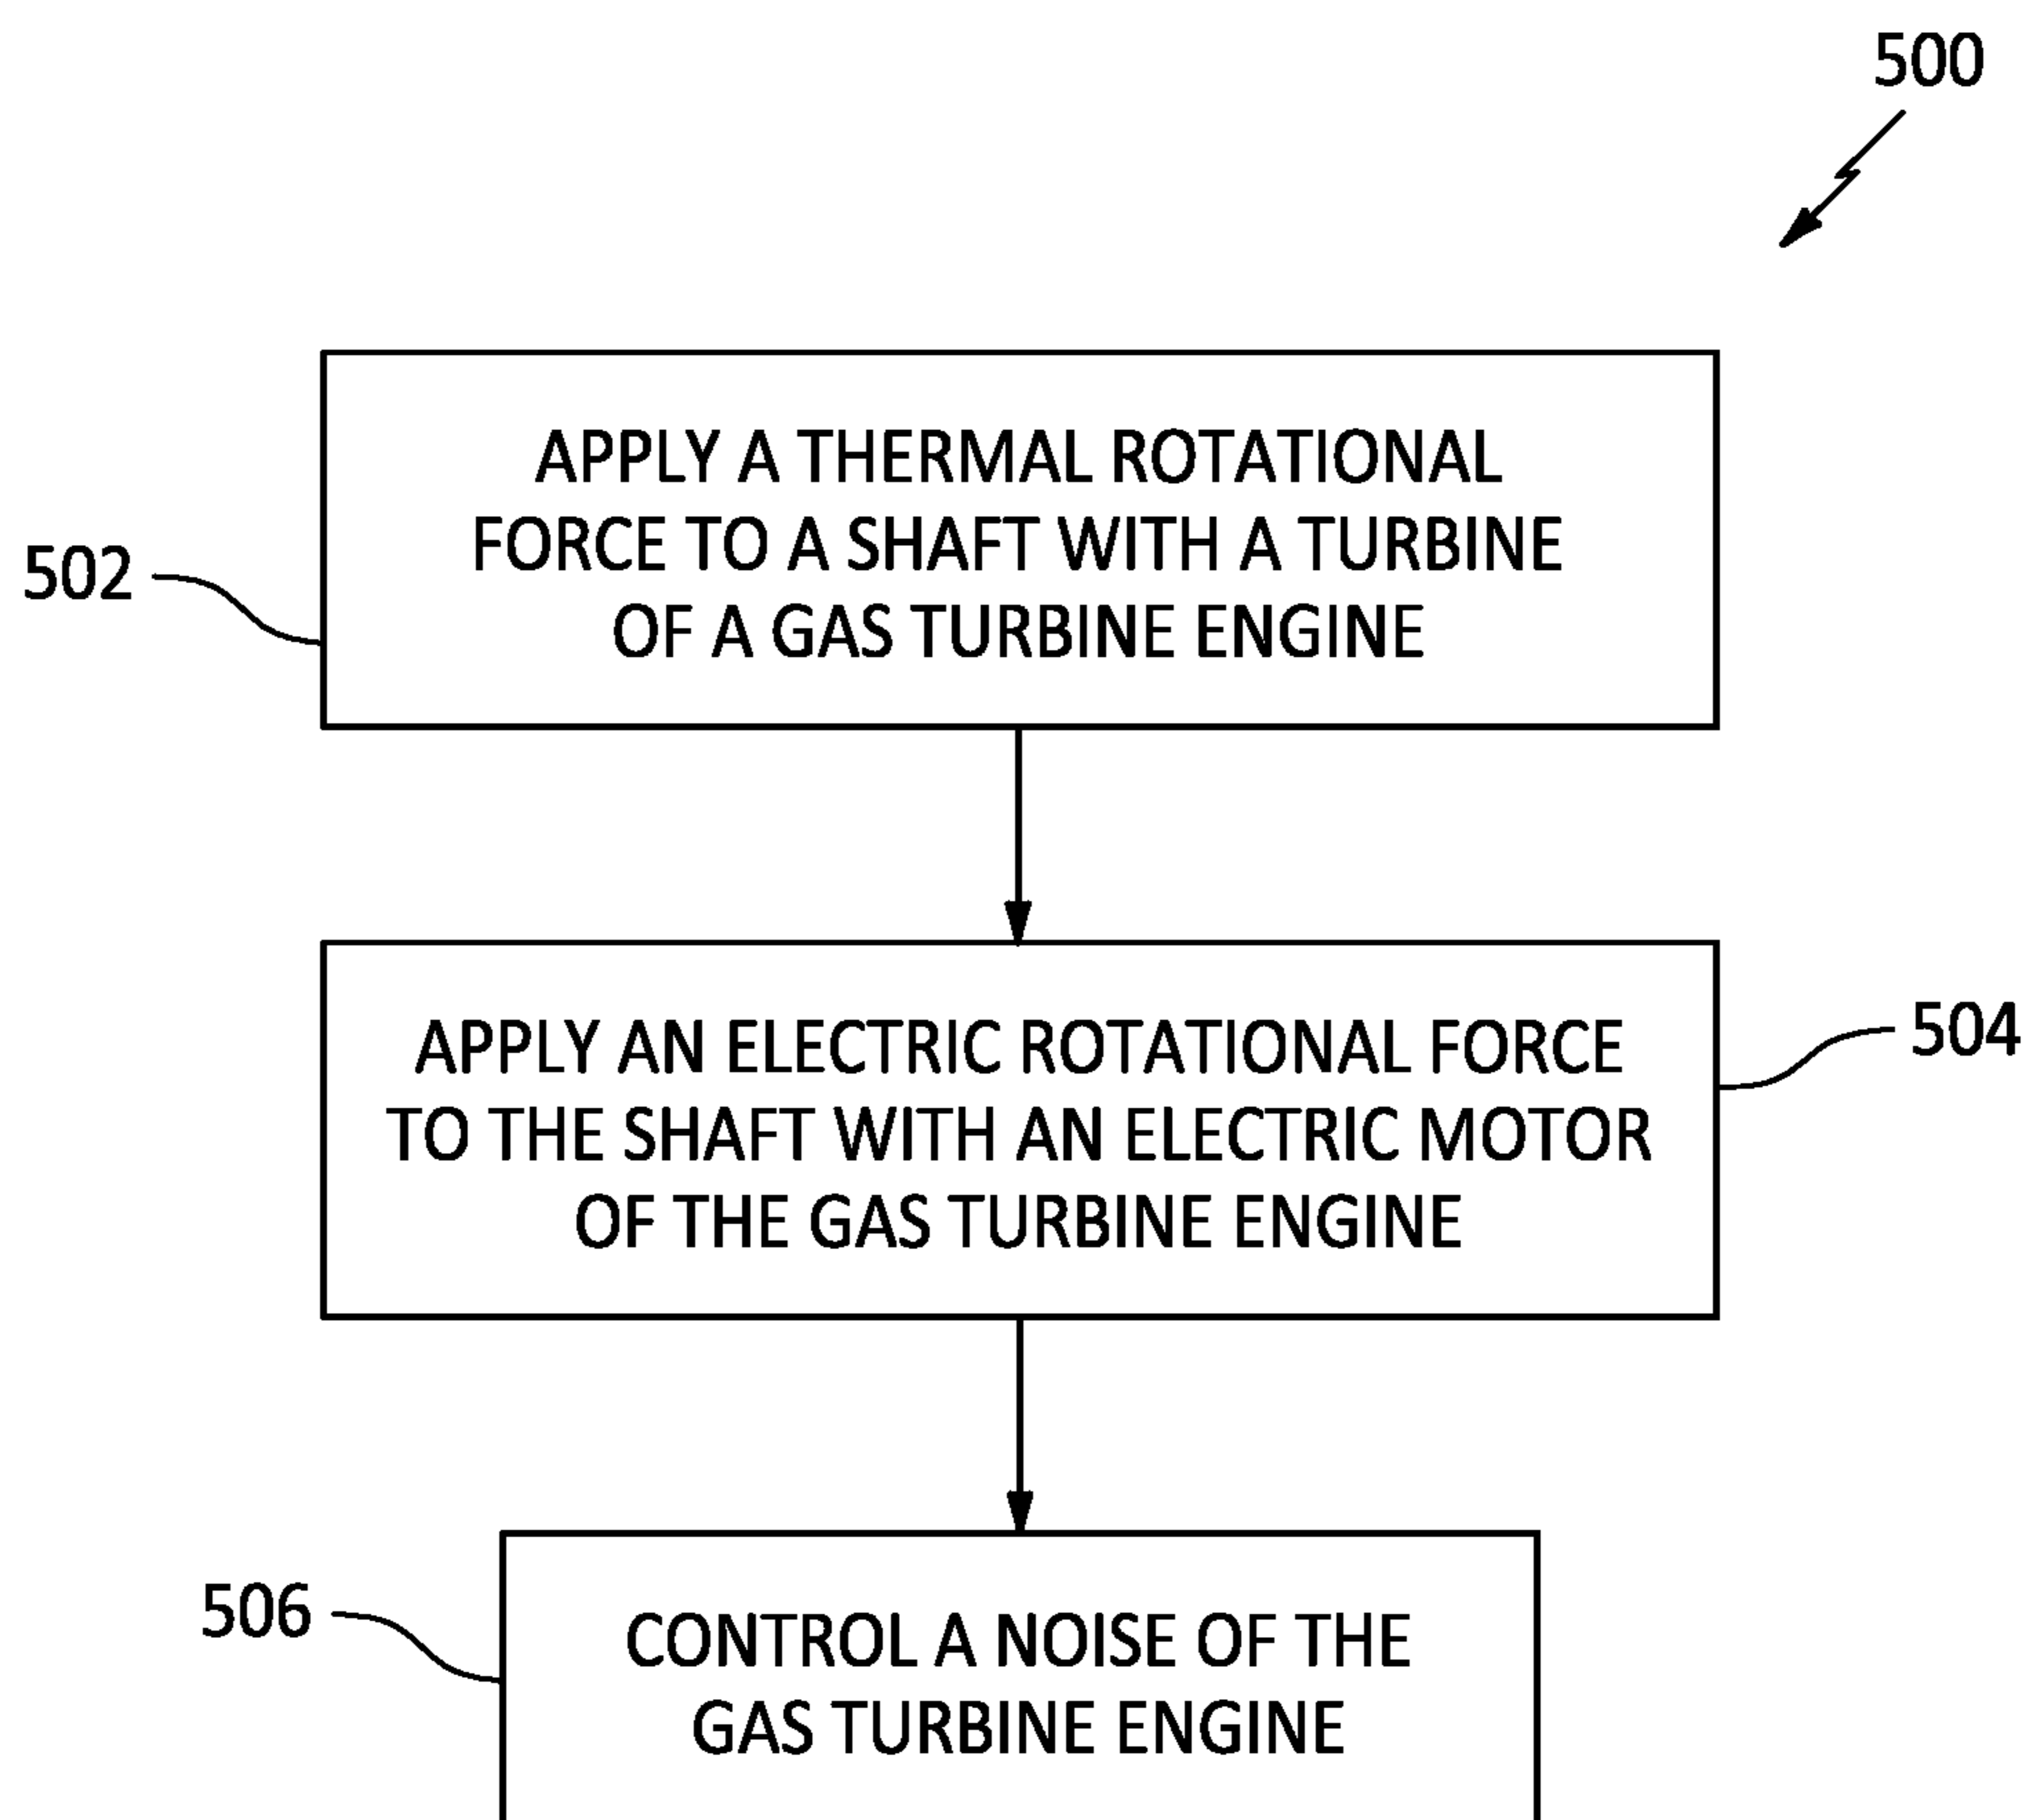 500
APPLY A THERMAL ROTATIONAL
FORCE TO A SHAFT WITH A TURBINE
OF A GAS TURBINE ENGINE
502
APPLY AN ELECTRIC ROTATIONAL FORCE
TO THE SHAFT WITH AN ELECTRIC MOTOR
OF THE GAS TURBINE ENGINE
504
506
CONTROL A NOISE OF THE
GAS TURBINE ENGINE